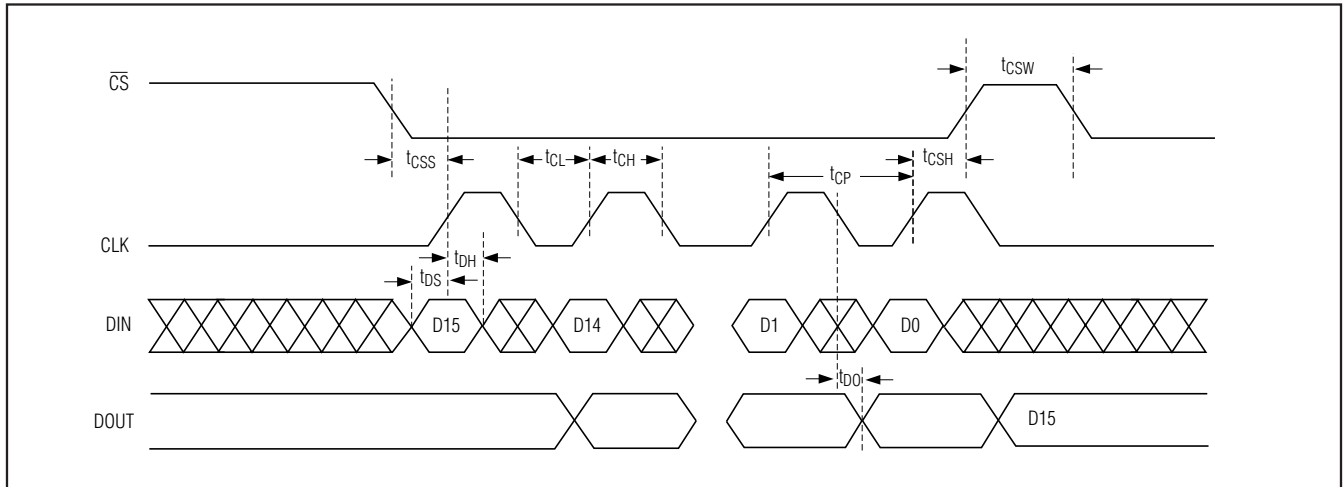 CS
tCSW
tCSS
tCL
tCH
tCP
tCSH
CLK
tDS
tDH
DIN
D15
D14
D1
D0
tDO
DOUT
D15